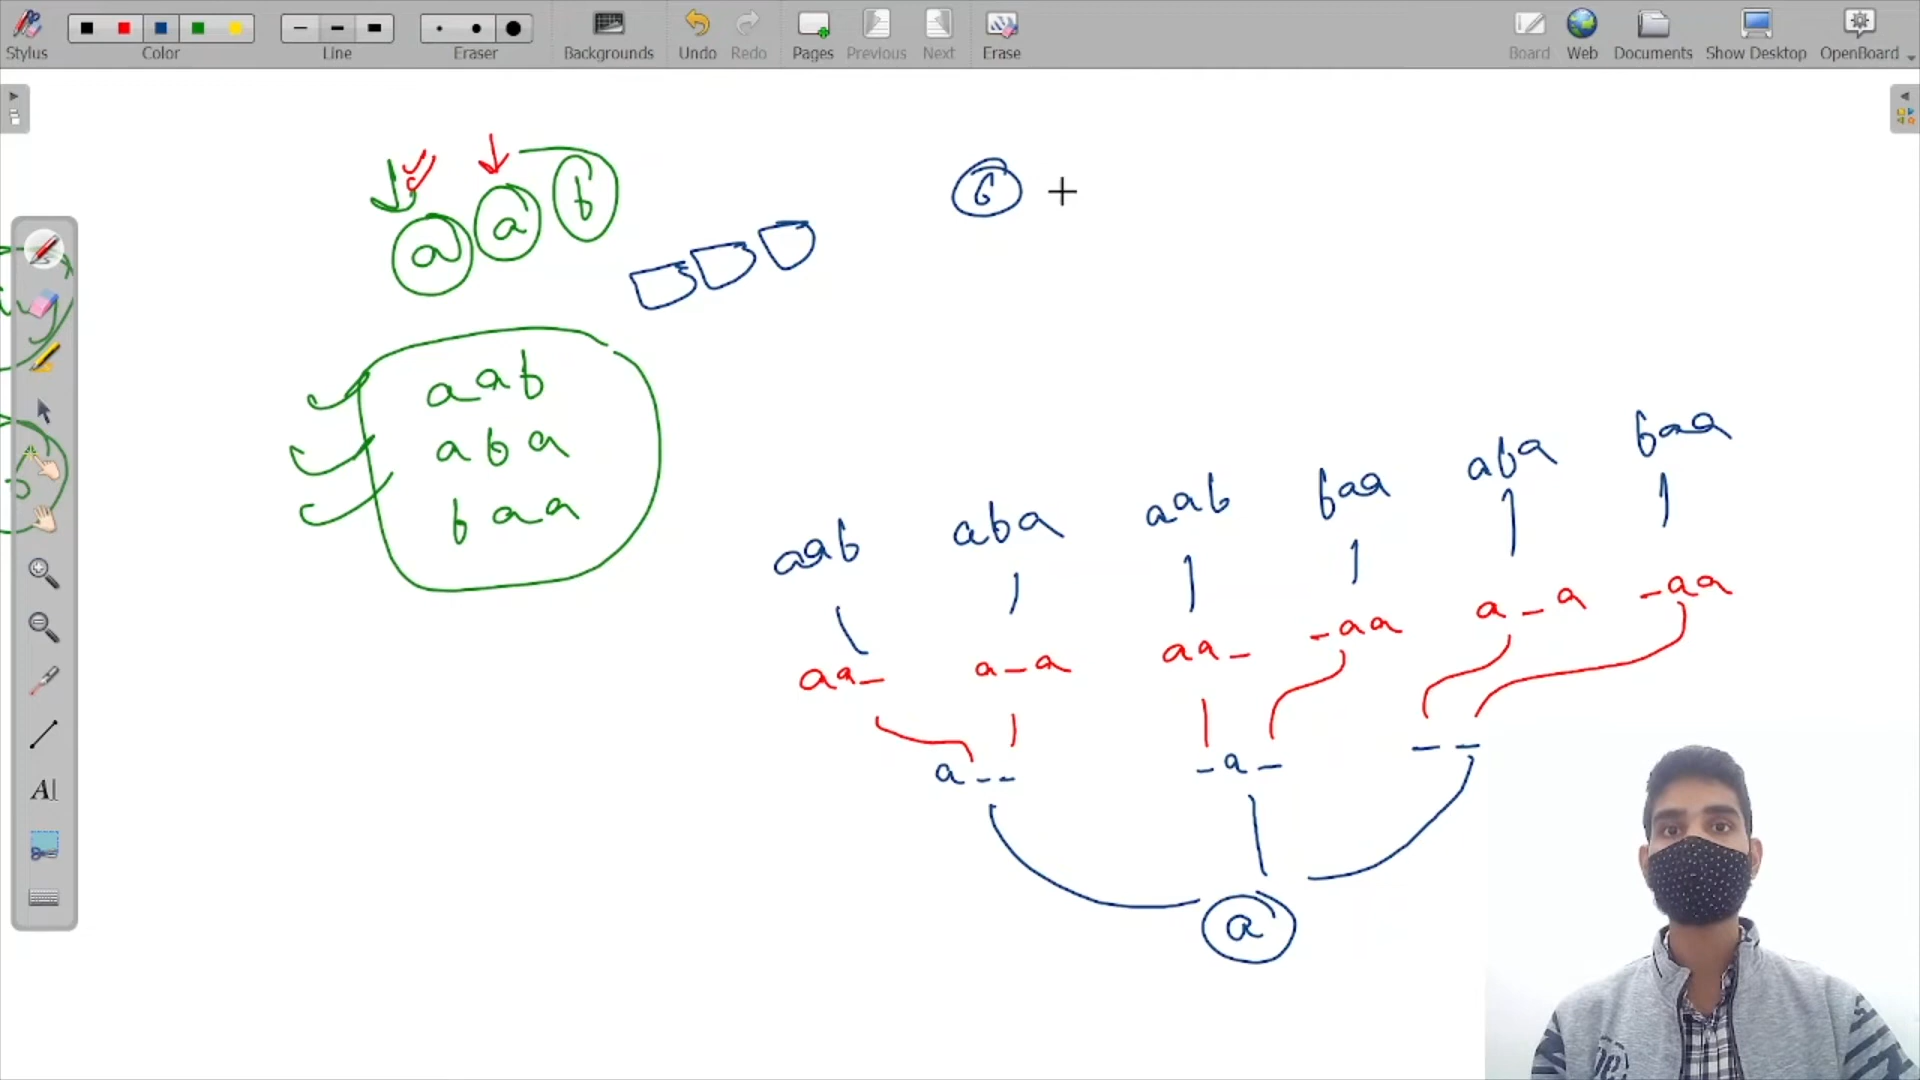 Stylus
Color
Line
Eraser
Backgrounds
Undo
Redo
Pages
Previous
Next
Erase
Board
Web
Documents
Show Desktop
OpenBoard
a a b
6
aab
aba
baa
aab aba aab baa aba baa
aa_ a_a aa_ _aa a_a _aa
a__ _a_ __
a
A